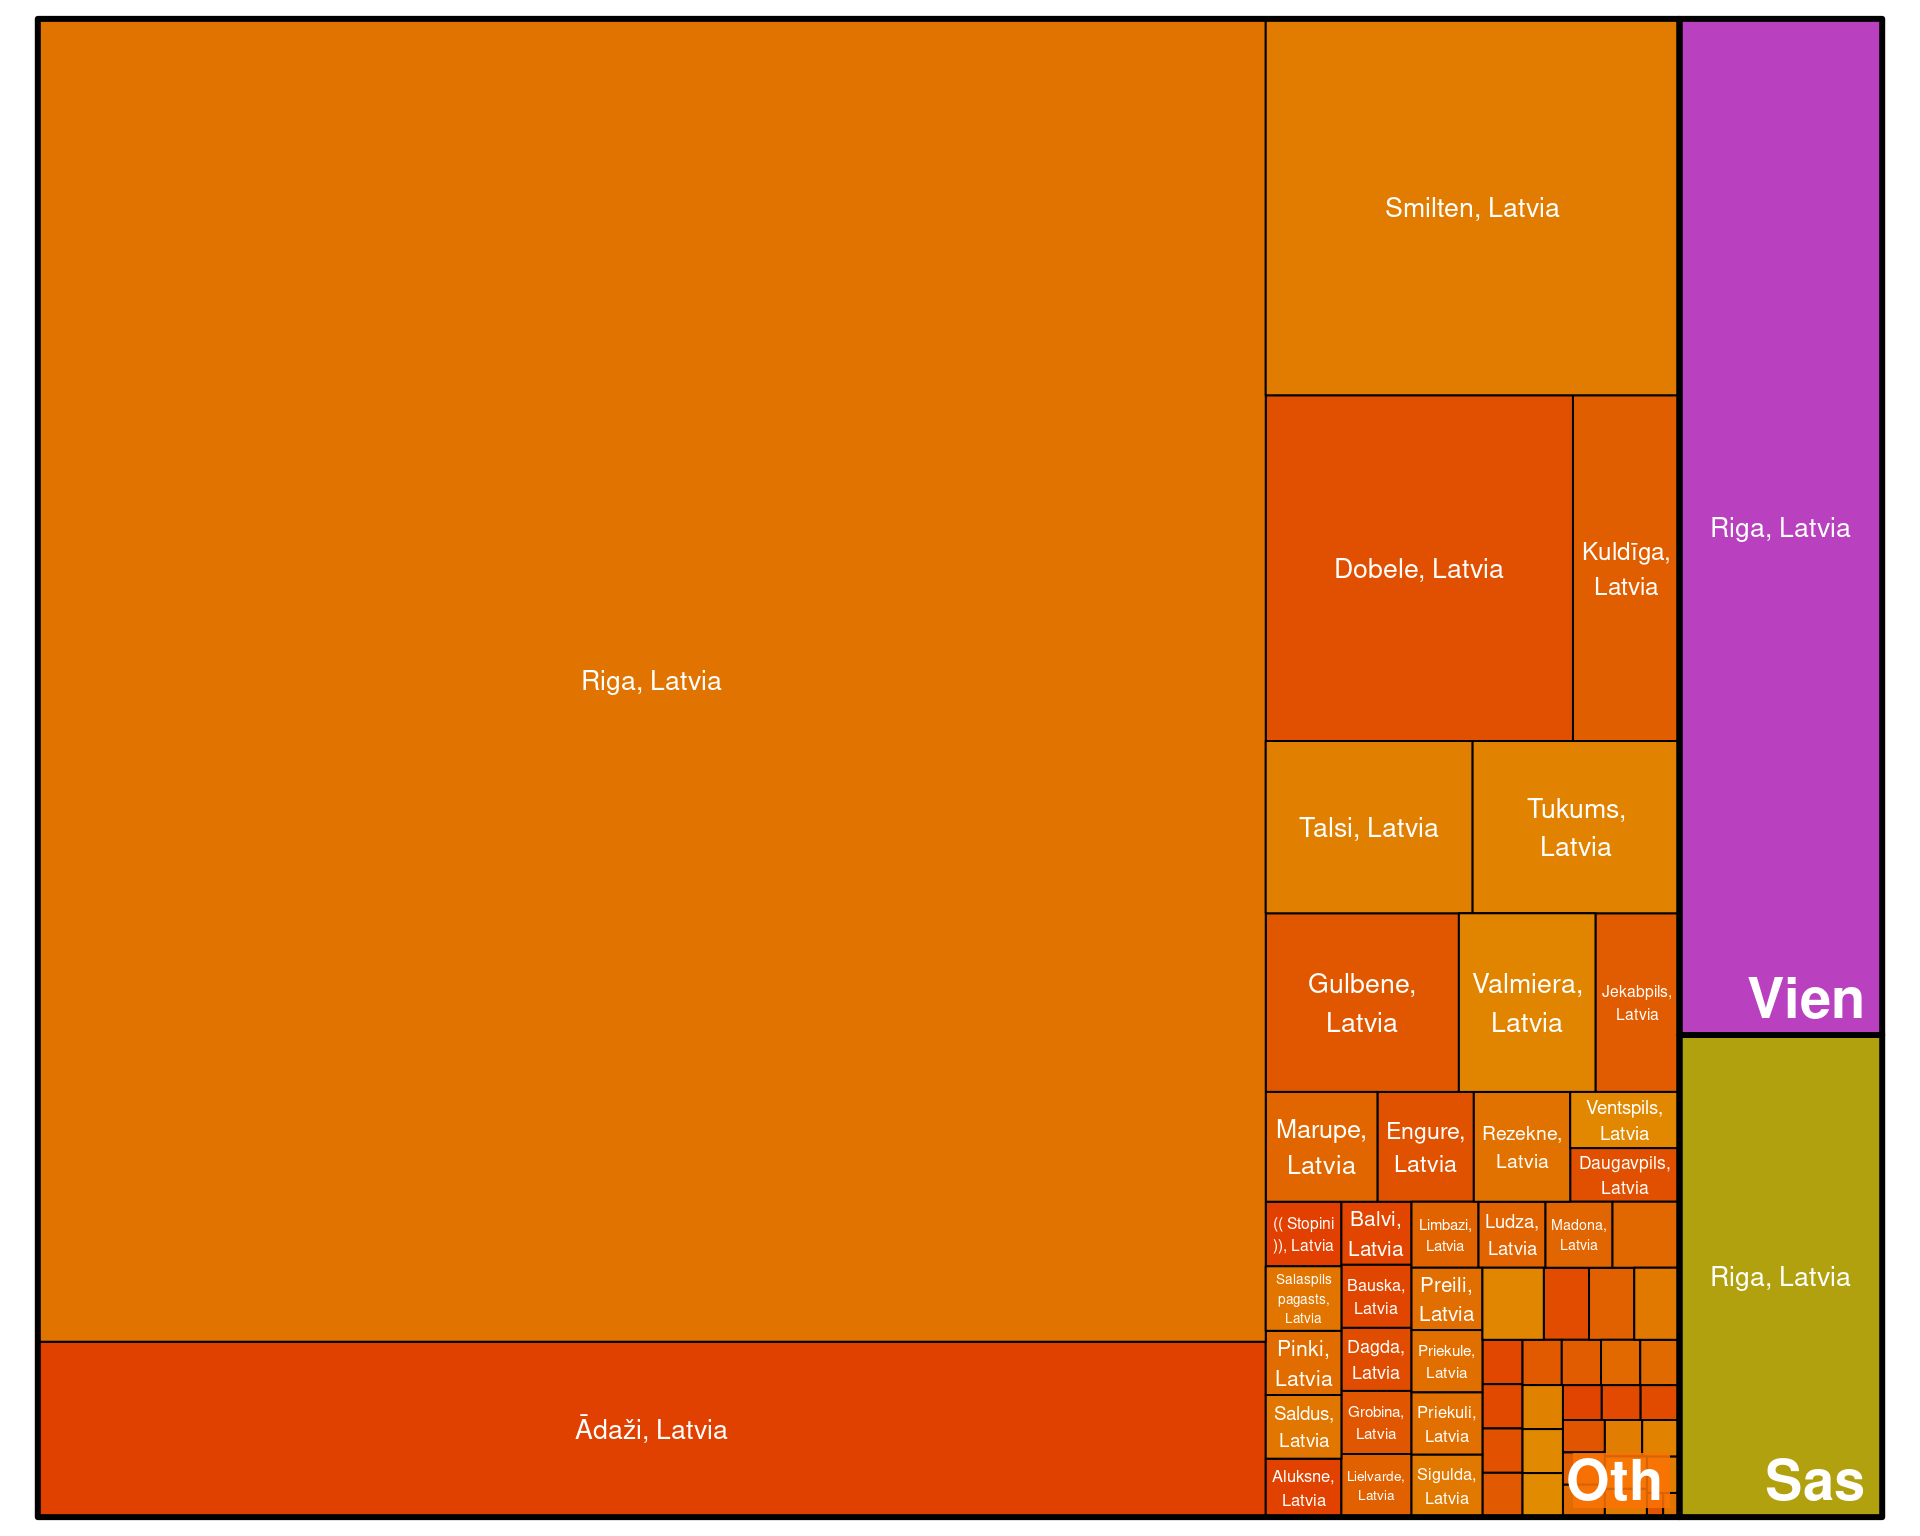 Riga, Latvia
Ādaži, Latvia
Smilten, Latvia
Dobele, Latvia
Kuldīga,
Latvia
Talsi, Latvia
Tukums,
Latvia
Gulbene,
Latvia
Valmiera,
Latvia
Jekabpils,
Latvia
Marupe,
Latvia
Engure,
Latvia
Rezekne,
Latvia
Ventspils,
Latvia
Daugavpils,
Latvia
(( Stopini
)), Latvia
Balvi,
Latvia
Limbazi,
Latvia
Ludza,
Latvia
Madona,
Latvia
Salaspils
pagasts,
Latvia
Bauska,
Latvia
Preili,
Latvia
Pinki,
Latvia
Dagda,
Latvia
Priekule,
Latvia
Saldus,
Latvia
Grobina,
Latvia
Priekuli,
Latvia
Aluksne,
Latvia
Lielvarde,
Latvia
Sigulda,
Latvia
Oth
Riga, Latvia
Vien
Riga, Latvia
Sas